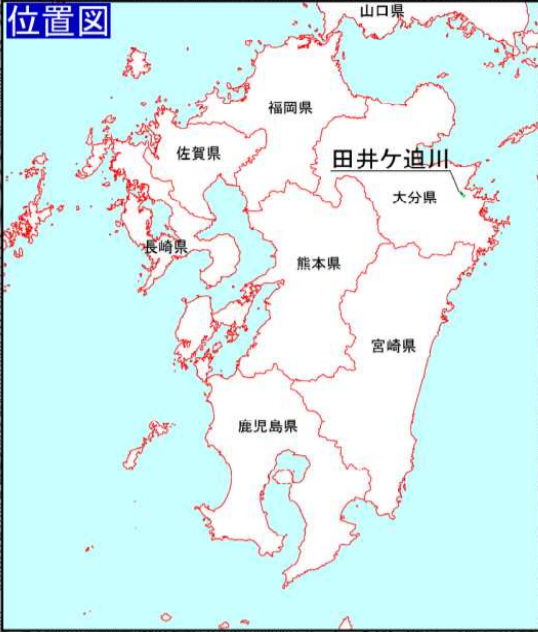 位置図
山口県
福岡県
佐賀県
田井ケ迫川
大分県
長崎県
熊本県
宮崎県
鹿児島県